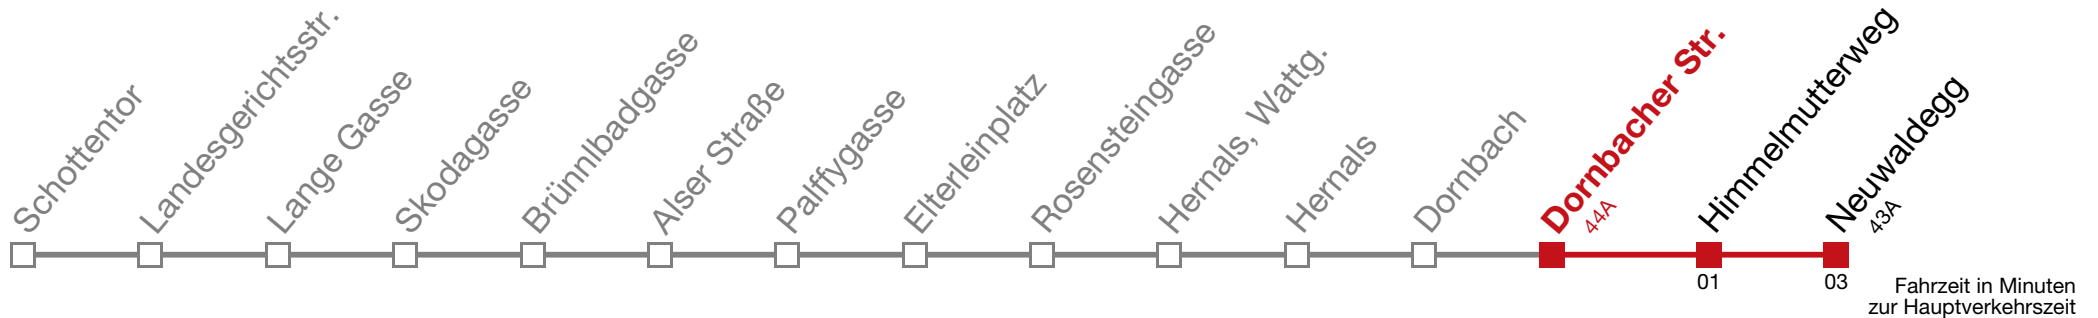 Schottentor
Landesgerichtsstr.
Lange Gasse
Skodagasse
Brünnlbadgasse
Alser Straße
Palffygasse
Elterleinplatz
Rosensteingasse
Hernals, Wattg.
Hernals
Dornbach
Dornbacher Str.
44A
Himmelmutterweg
Neuwaldegg
43A
01
03
Fahrzeit in Minuten
zur Hauptverkehrszeit